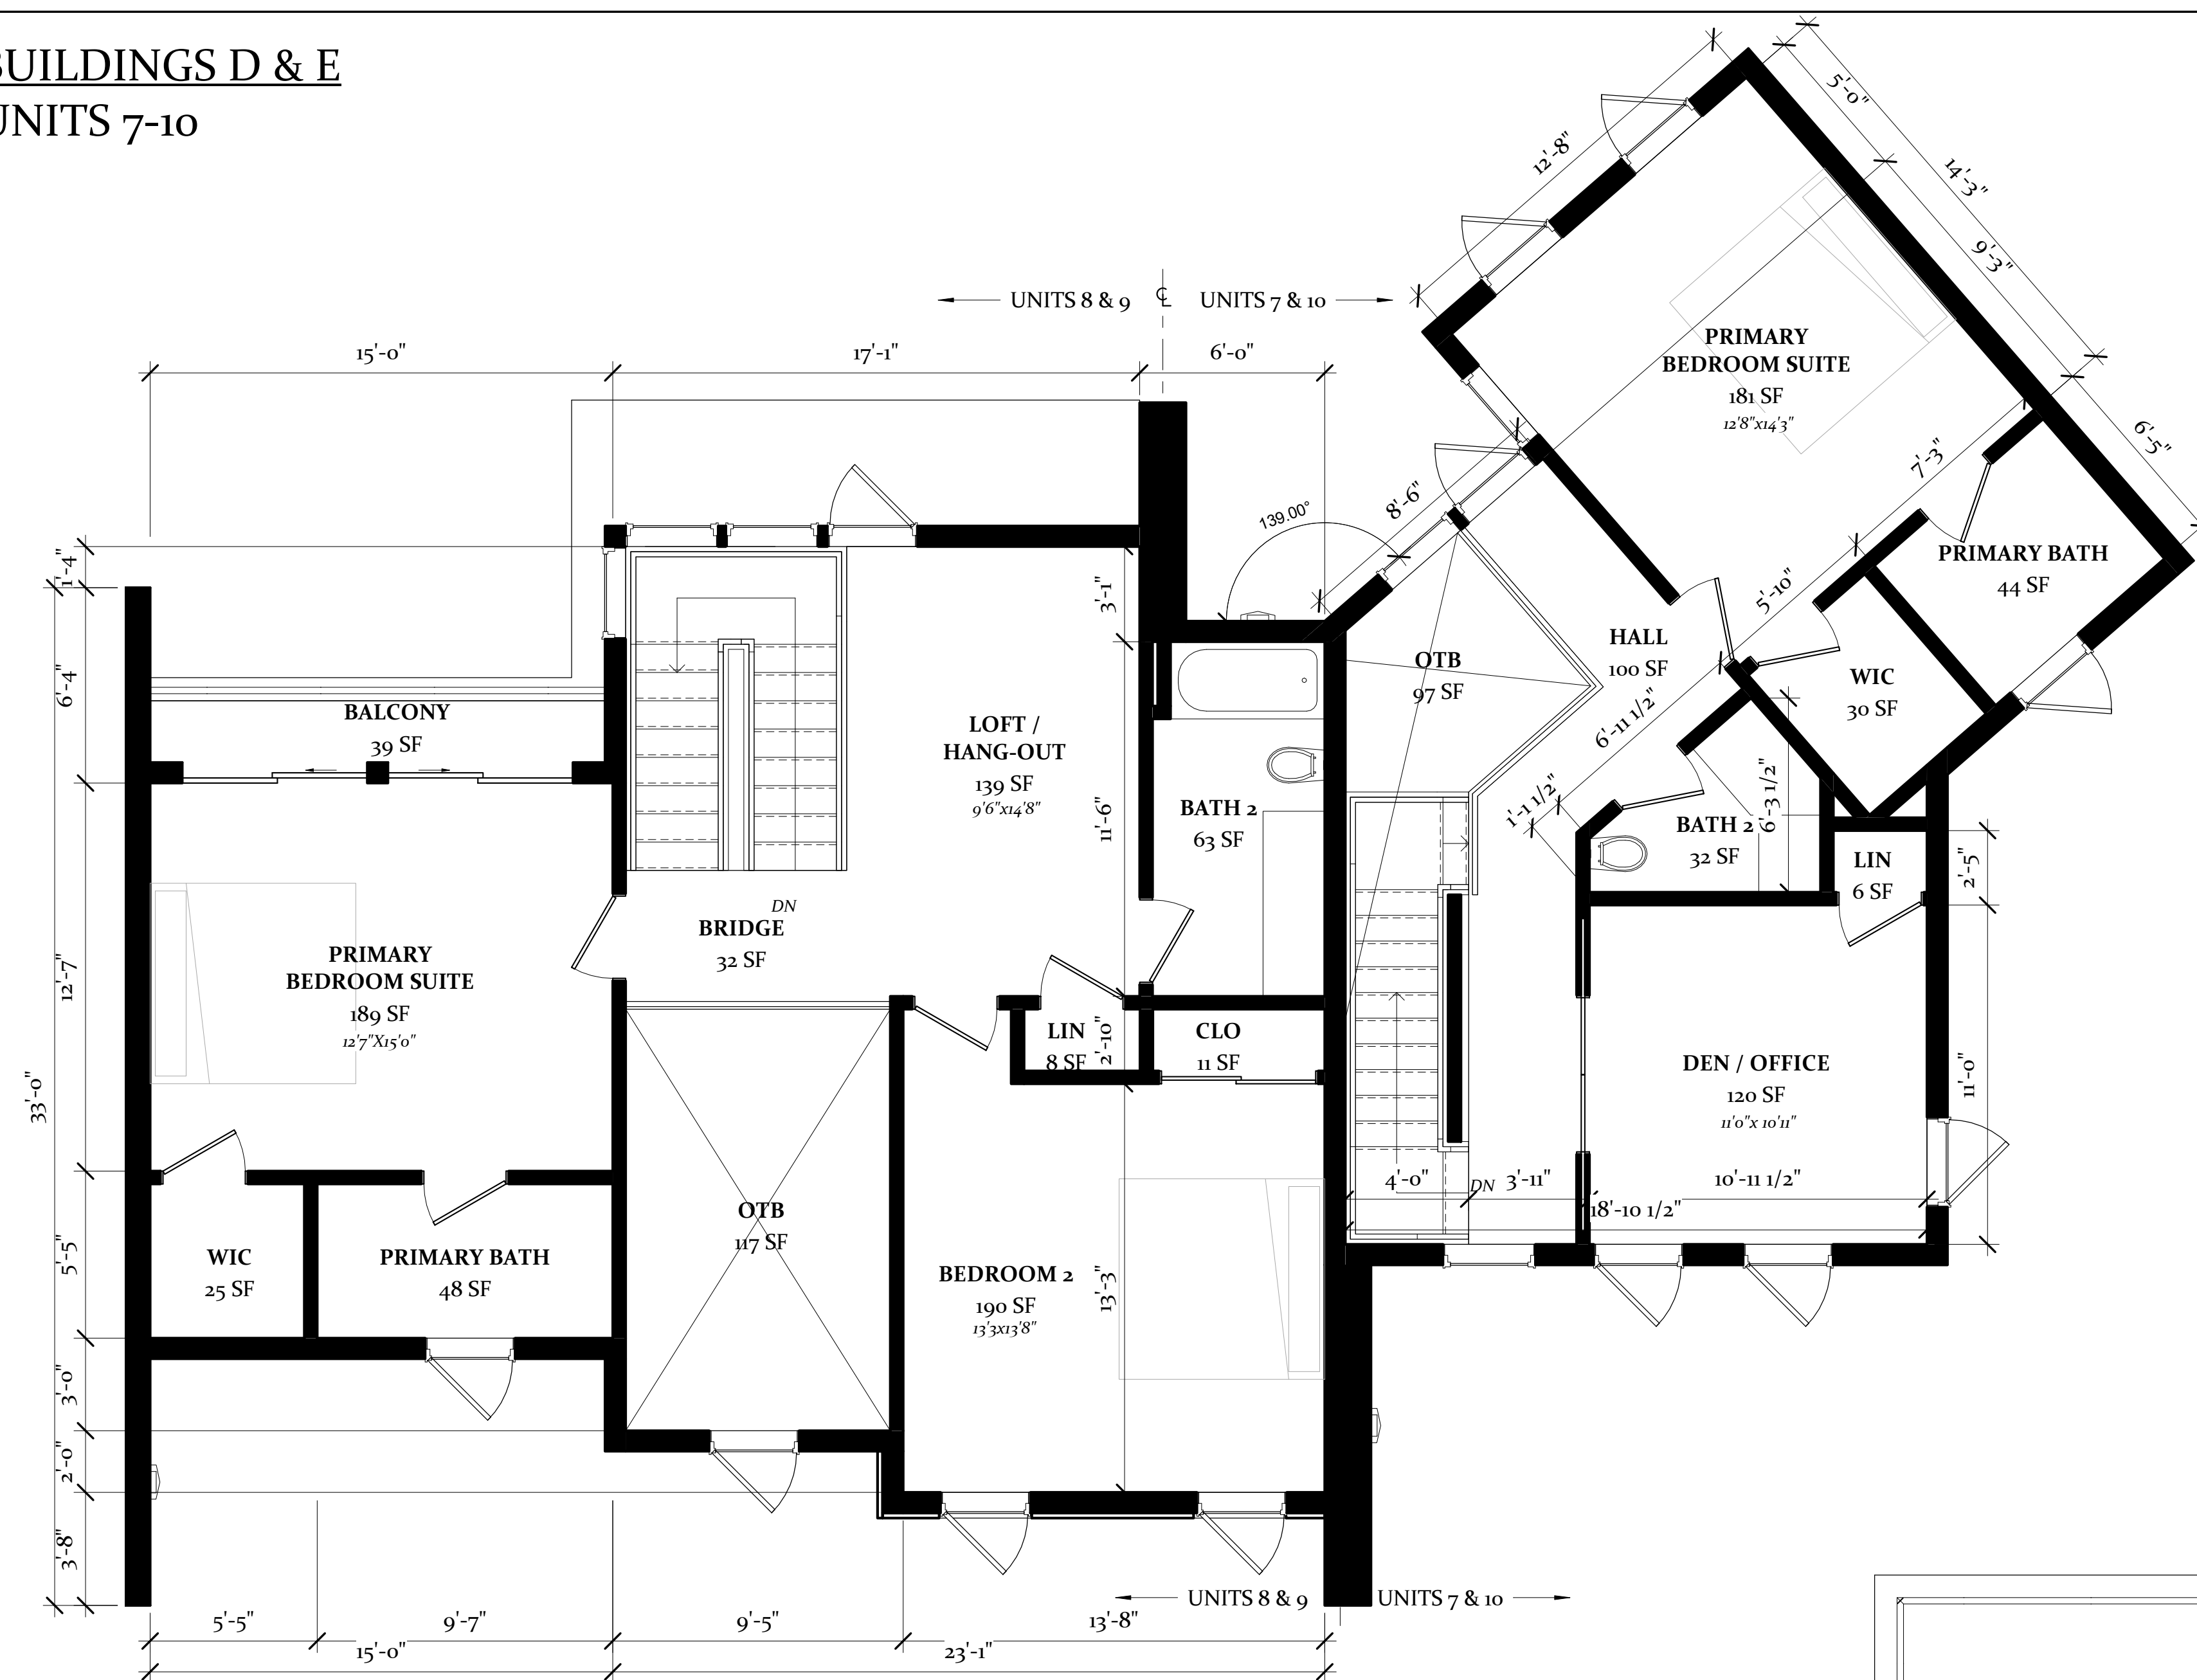 BUILDINGS D & E
UNITS 7-10
5'-0"
12'-8"
14'-3"
9'-3"
UNITS 8 & 9
℄
UNITS 7 & 10
15'-0"
17'-1"
6'-0"
PRIMARY
BEDROOM SUITE
181 SF
12'8"x14'3"
7'-3"
6'-5"
8'-6"
139.00°
1'-4"
3'-1"
PRIMARY BATH
44 SF
5'-10"
HALL
100 SF
OTB
97 SF
WIC
30 SF
6'-4"
BALCONY
39 SF
LOFT /
HANG-OUT
139 SF
9'6"x14'8"
11'-6"
BATH 2
63 SF
6'-11 1/2"
1'-1 1/2"
6'-3 1/2"
BATH 2
32 SF
LIN
6 SF
2'-5"
DN
BRIDGE
32 SF
12'-7"
PRIMARY
BEDROOM SUITE
189 SF
12'7"X15'0"
LIN
8 SF
2'-10"
CLO
11 SF
33'-0"
DEN / OFFICE
120 SF
11'0"x 10'11"
11'-0"
4'-0"
DN
3'-11"
10'-11 1/2"
18'-10 1/2"
5'-5"
WIC
25 SF
PRIMARY BATH
48 SF
OTB
117 SF
BEDROOM 2
190 SF
13'3x13'8"
13'-3"
3'-0"
2'-0"
3'-8"
UNITS 8 & 9
UNITS 7 & 10
5'-5"
9'-7"
9'-5"
13'-8"
15'-0"
23'-1"